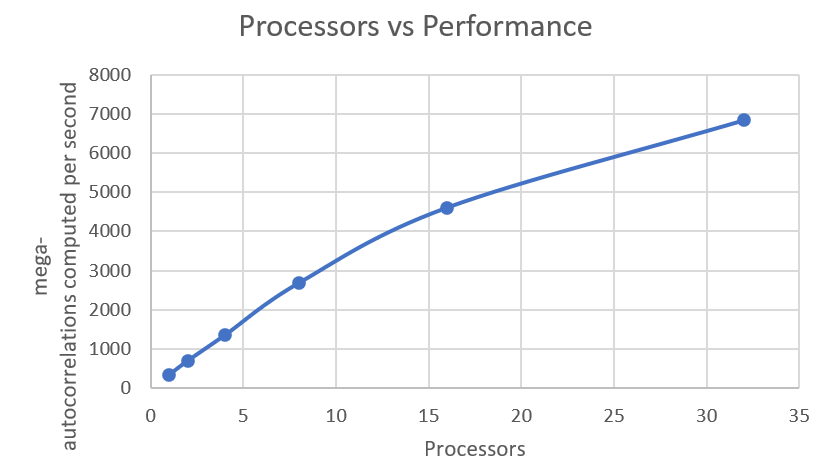 Processors vs Performance
mega-
autocorrelations computed per second
8000
7000
6000
5000
4000
3000
2000
1000
0
0 5 10 15 20 25 30 35
Processors